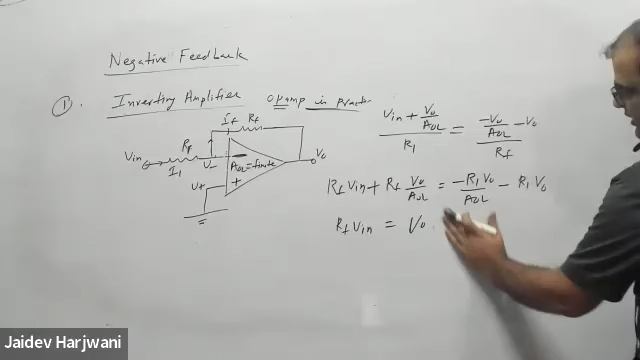 Negative Feedback
1. Inverting Amplifier opamp in pract
If Rf
Vin R1 I1 V- AOL=finite Vo
V+ +
Vin + Vo/AOL / R1 = -Vo/AOL - Vo / Rf
Rf Vin + Rf Vo/AOL = -R1 Vo/AOL - R1 Vo
Rf Vin = Vo
Jaidev Harjwani